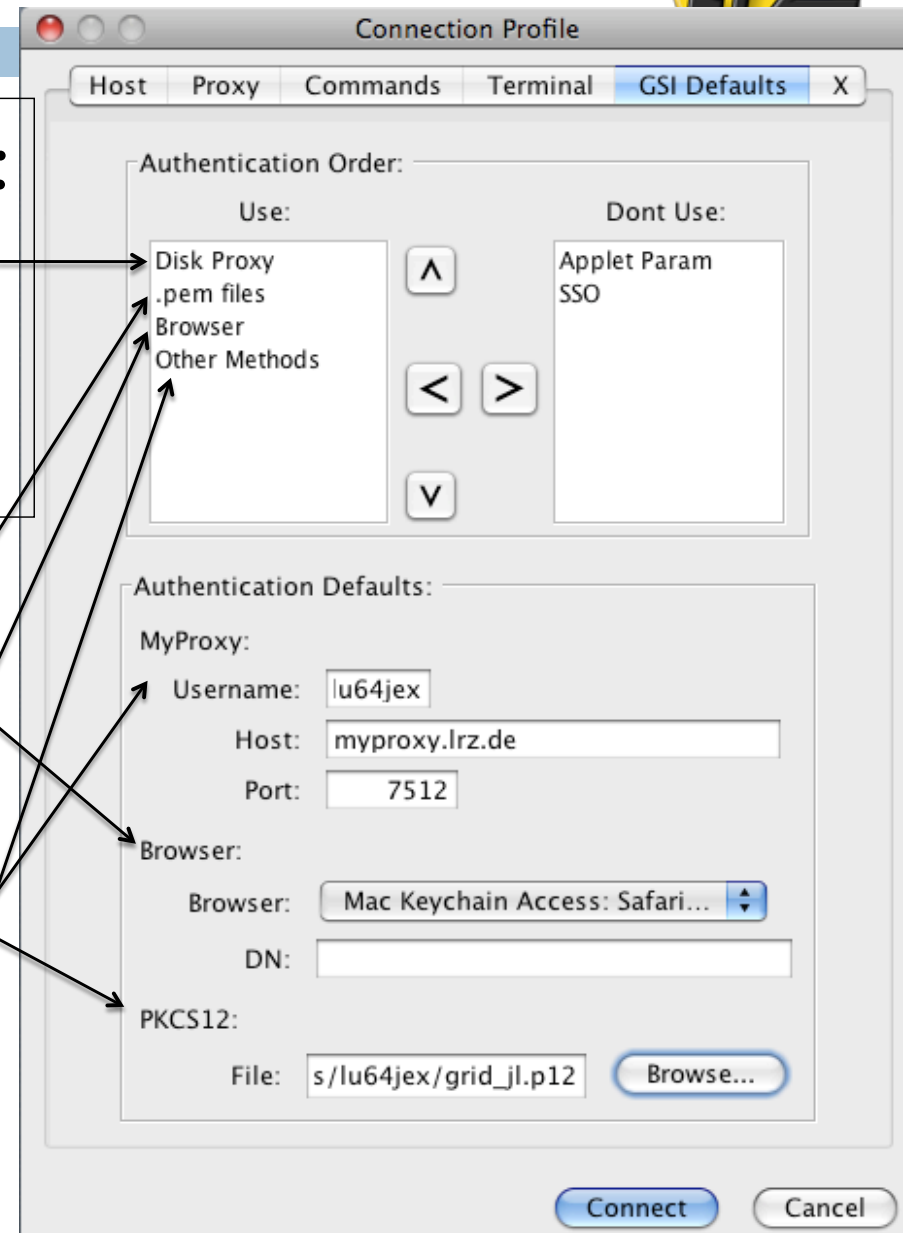 Connection Profile
Host Proxy Commands Terminal GSI Defaults X
:
Authentication Order:
Use: Dont Use:
Disk Proxy
.pem files
Browser
Other Methods
Applet Param
SSO
Λ
< >
V
Authentication Defaults:
MyProxy:
Username: lu64jex
Host: myproxy.lrz.de
Port: 7512
Browser:
Browser: Mac Keychain Access: Safari...
DN:
PKCS12:
File: s/lu64jex/grid_jl.p12 Browse...
Connect Cancel